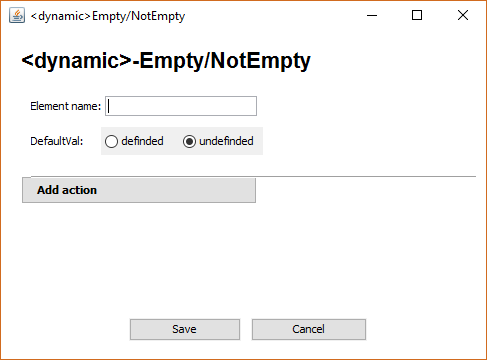 <dynamic>Empty/NotEmpty
<dynamic>-Empty/NotEmpty
Element name:
DefaultVal: definded undefinded
Add action
Save Cancel